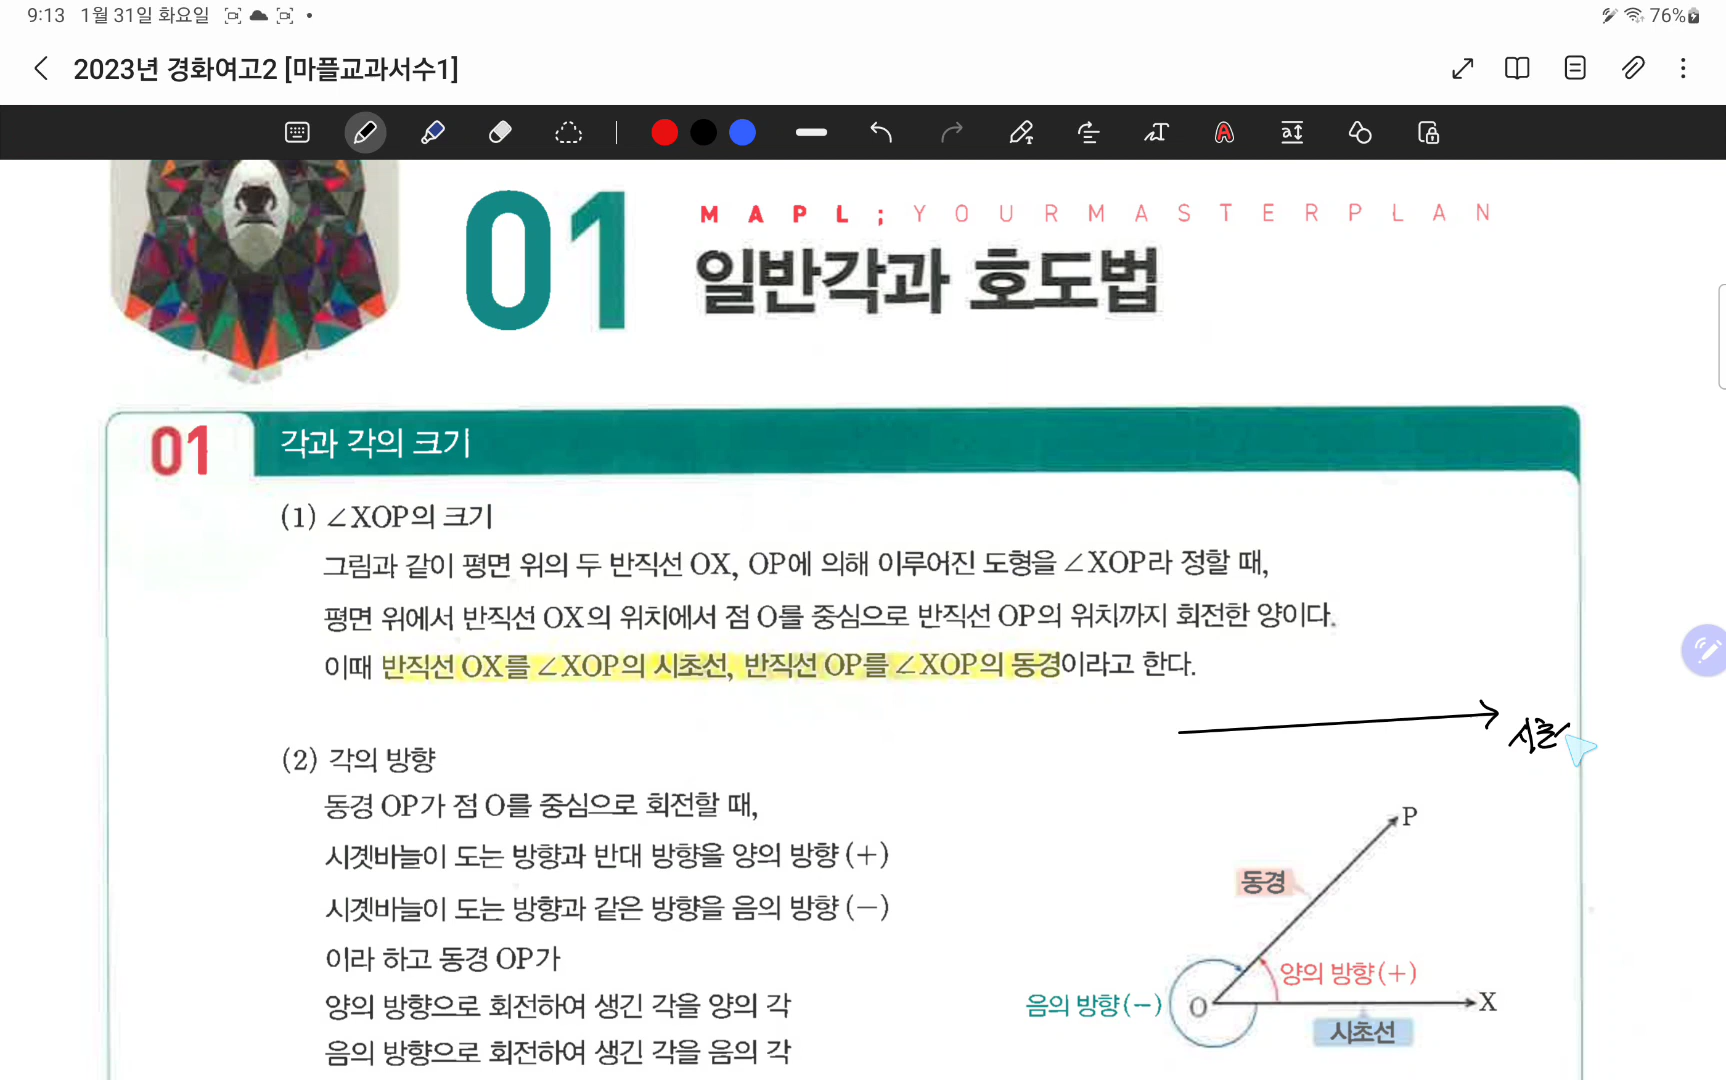 9:13 1월 31일 화요일
76%
2023년 경화여고2 [마플교과서수1]
01
MAPL; YOURMASTERPLAN
일반각과 호도법
01 각과 각의 크기
(1) ∠XOP의 크기
그림과 같이 평면 위의 두 반직선 OX, OP에 의해 이루어진 도형을 ∠XOP라 정할 때,
평면 위에서 반직선 OX의 위치에서 점 O를 중심으로 반직선 OP의 위치까지 회전한 양이다.
이때 반직선 OX를 ∠XOP의 시초선, 반직선 OP를 ∠XOP의 동경이라고 한다.
(2) 각의 방향
동경 OP가 점 O를 중심으로 회전할 때,
시곗바늘이 도는 방향과 반대 방향을 양의 방향(+)
시곗바늘이 도는 방향과 같은 방향을 음의 방향(-)
이라 하고 동경 OP가
양의 방향으로 회전하여 생긴 각을 양의 각
음의 방향으로 회전하여 생긴 각을 음의 각
P
동경
양의 방향(+)
음의 방향(-)
O
X
시초선